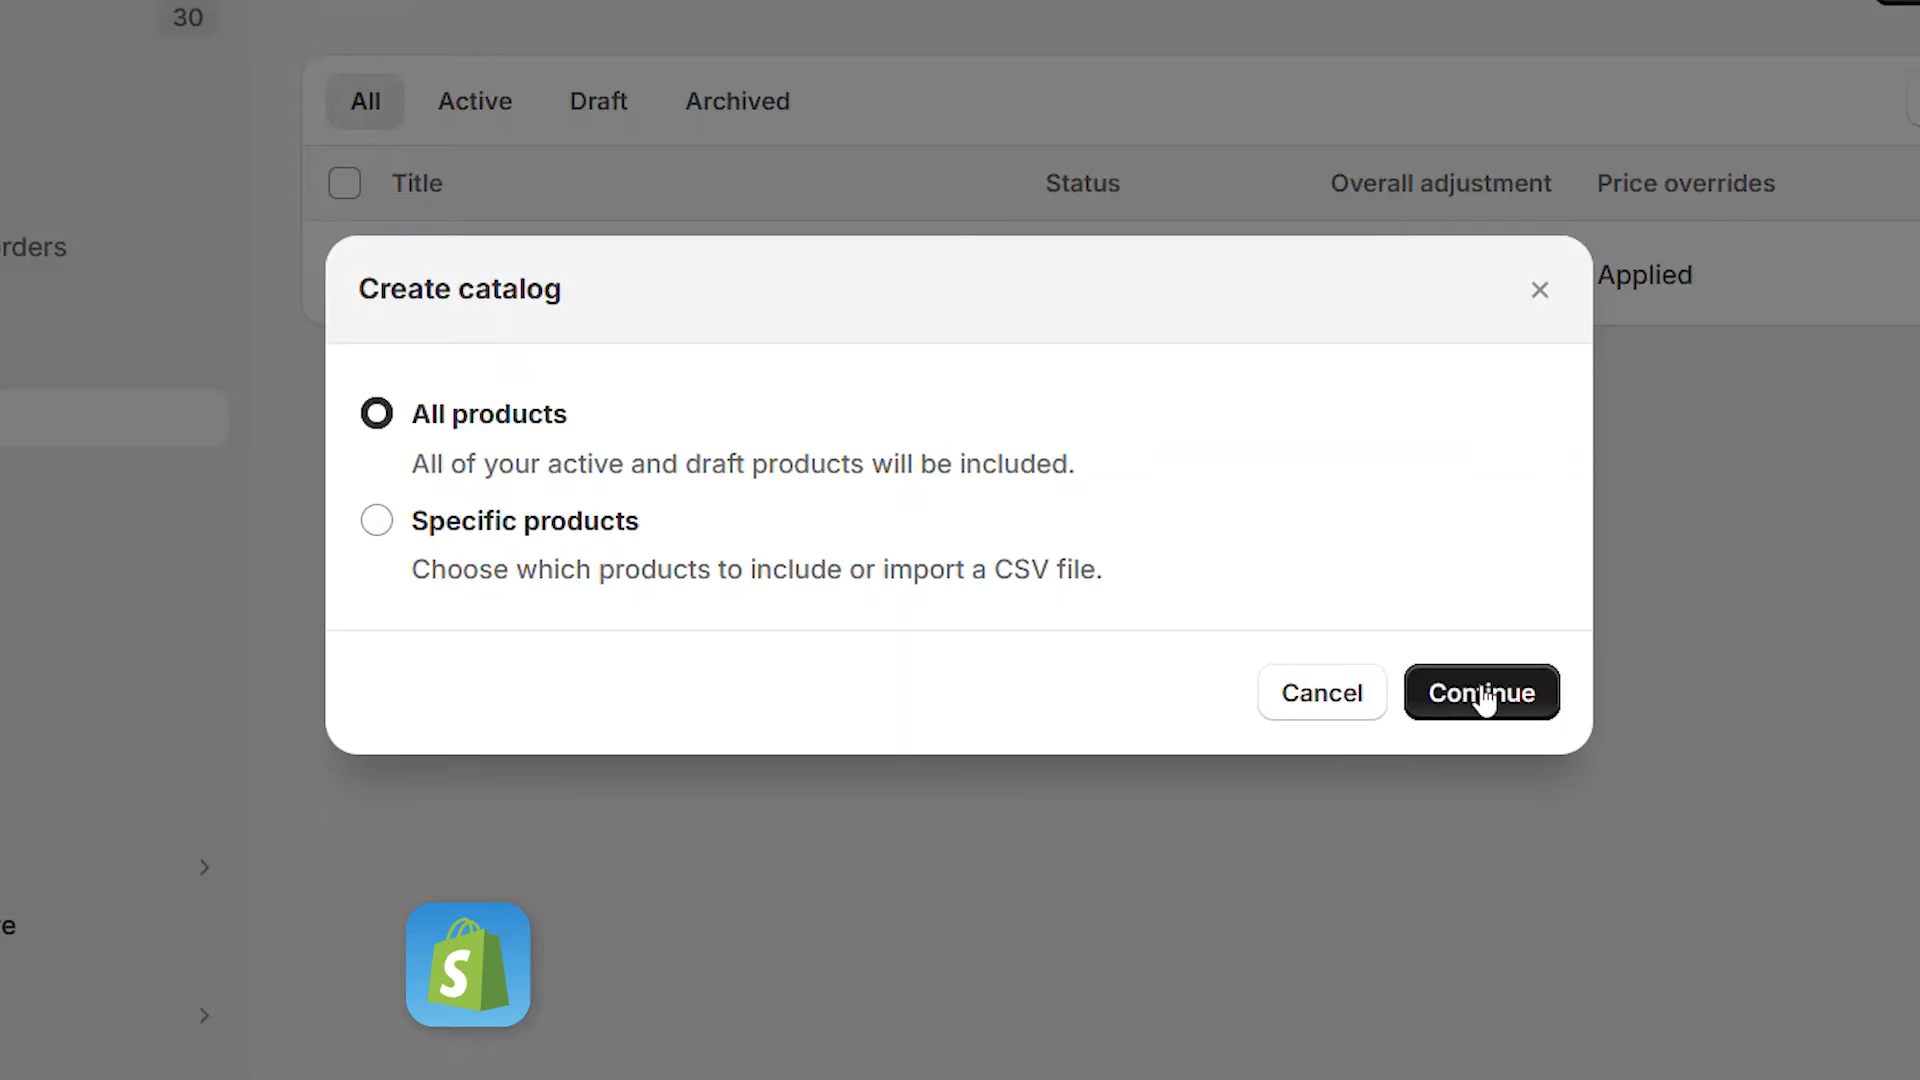 30
All Active Draft Archived
Title Status Overall adjustment Price overrides
rders
Applied
Create catalog
All products
All of your active and draft products will be included.
Specific products
Choose which products to include or import a CSV file.
Cancel Continue
e
S